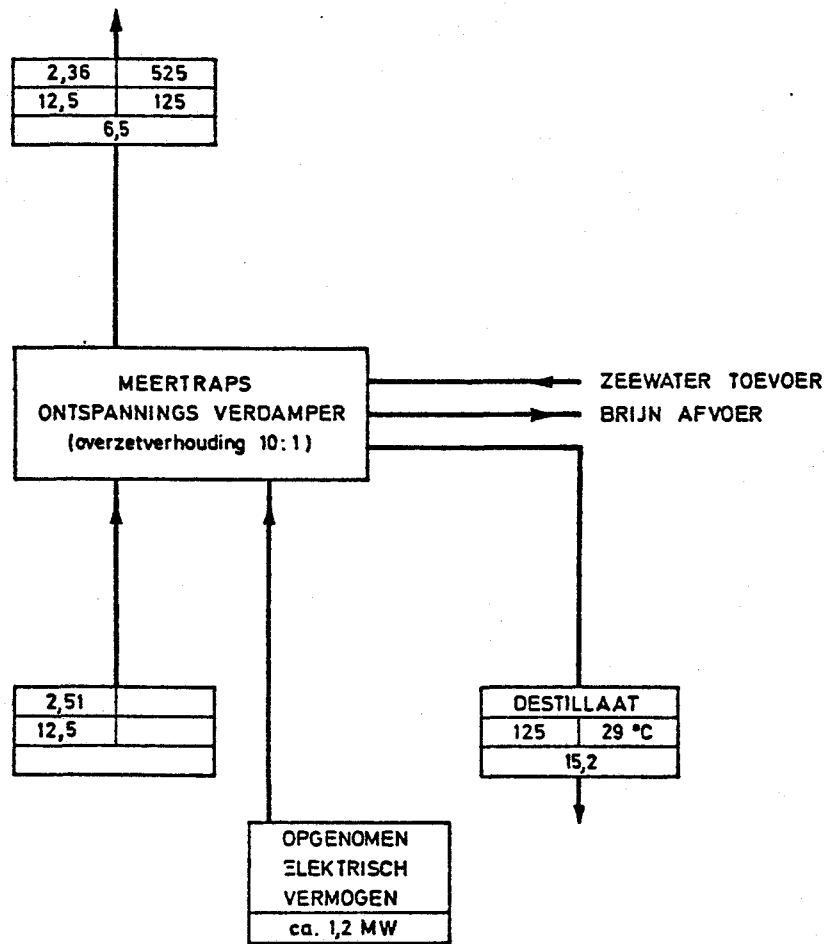 2,36 525
12,5 125
6,5
MEERTRAPS
ONTSPANNINGS VERDAMPER
(overzetverhouding 10:1)
ZEEWATER TOEVOER
BRIJN AFVOER
2,51
12,5
DESTILLAAT
125 29 °C
15,2
OPGENOMEN
ELEKTRISCH
VERMOGEN
ca. 1,2 MW